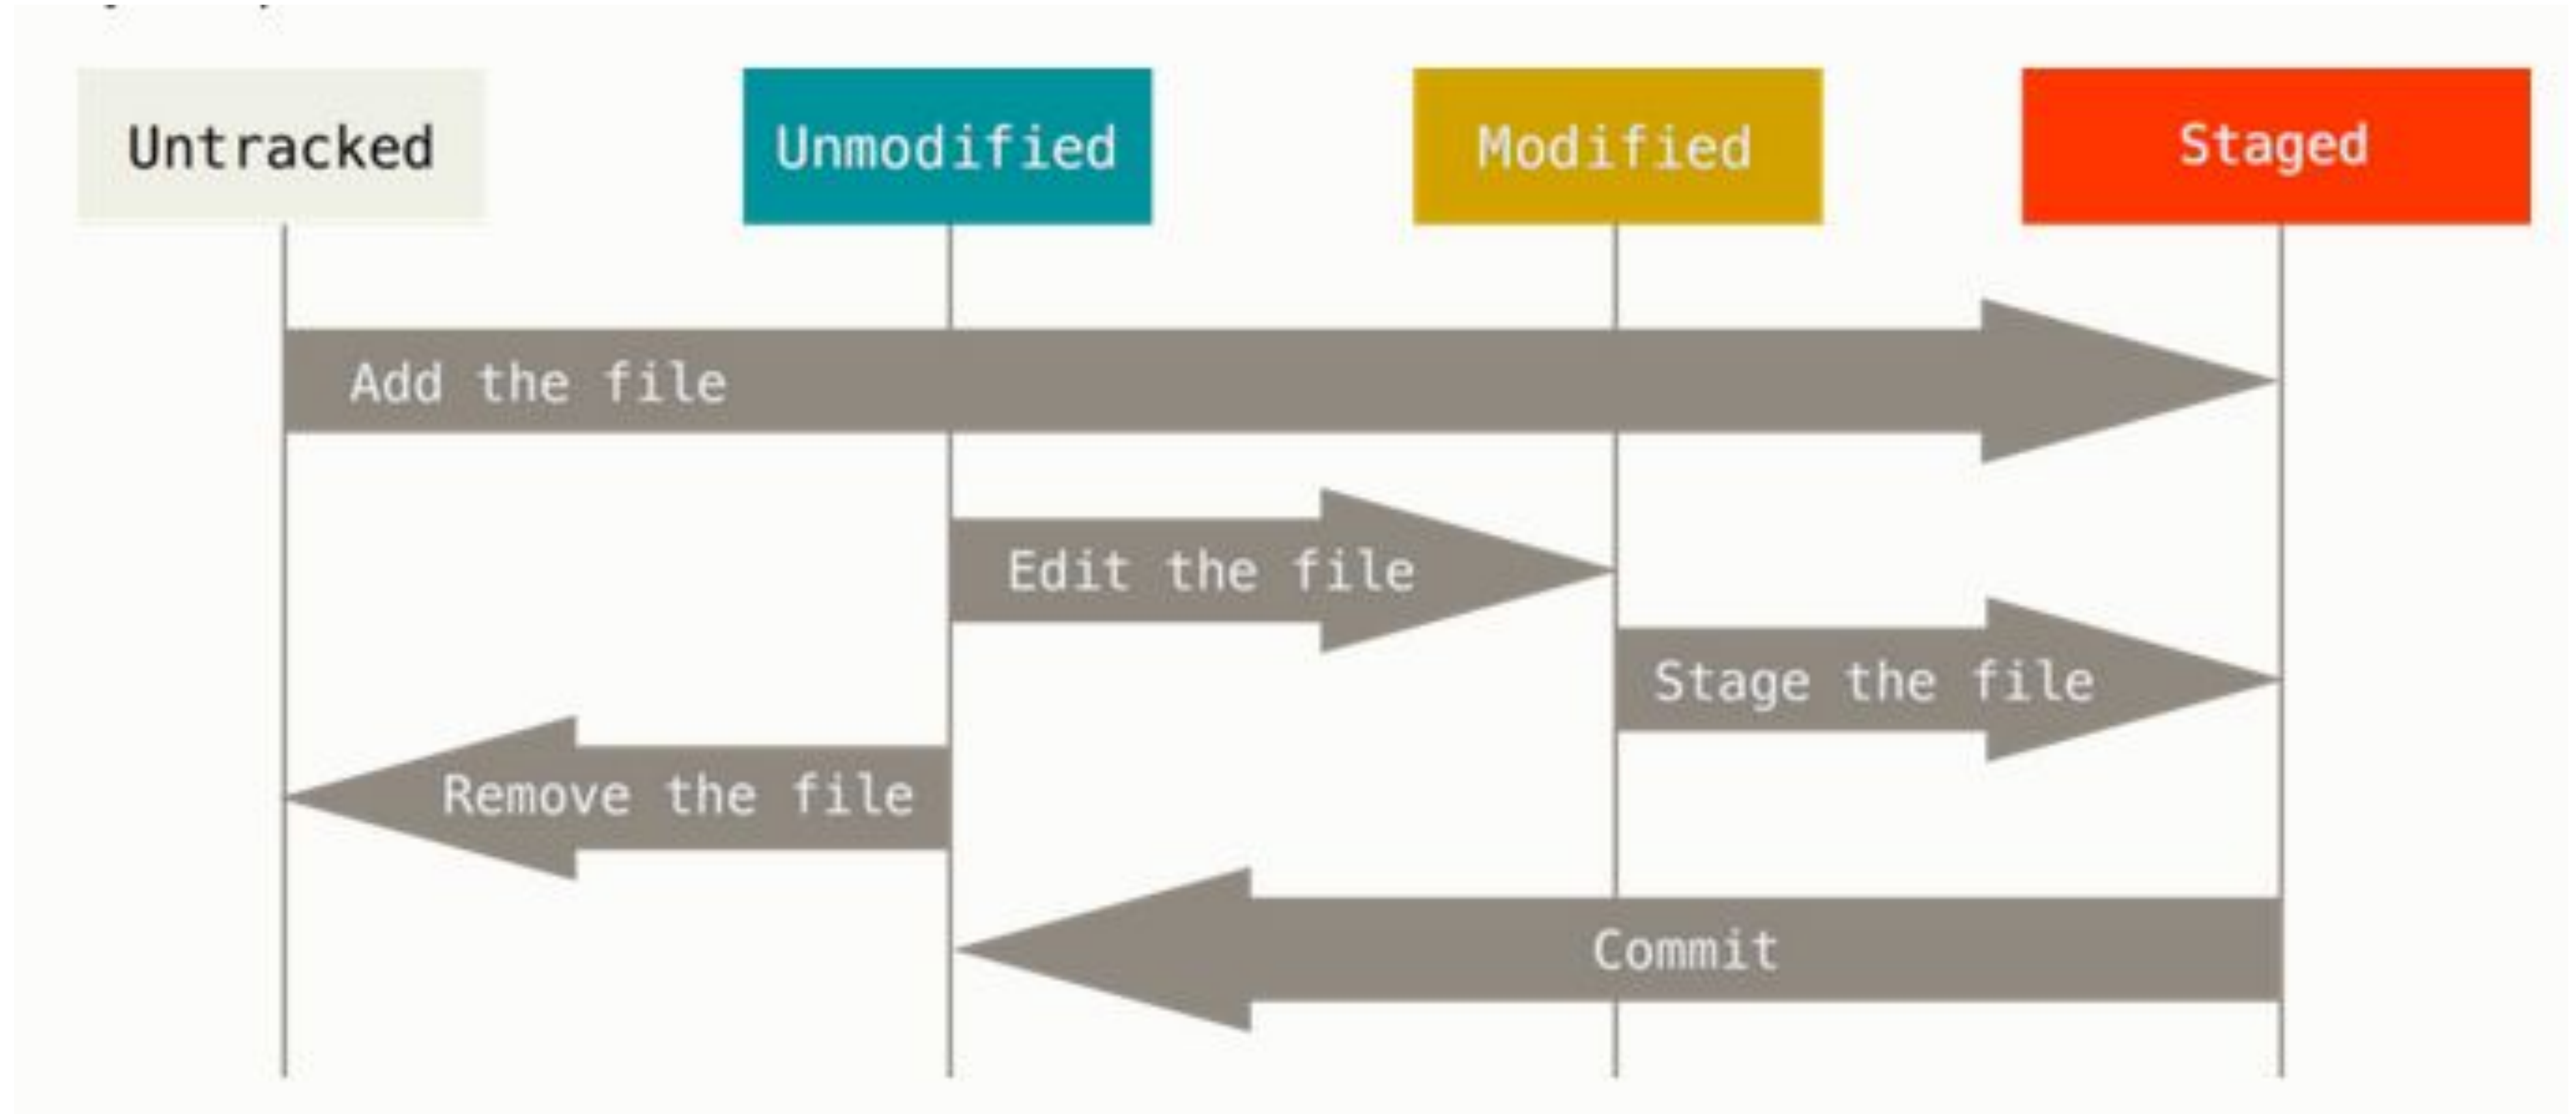 Untracked
Unmodified
Modified
Staged
Add the file
Edit the file
Stage the file
Remove the file
Commit